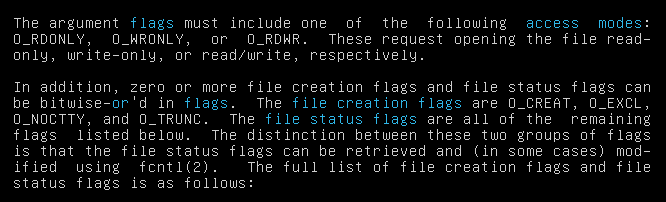 The argument flags must include one of the following access modes:
O_RDONLY, O_WRONLY, or O_RDWR. These request opening the file read-
only, write-only, or read/write, respectively.
In addition, zero or more file creation flags and file status flags can
be bitwise-or'd in flags. The file creation flags are O_CREAT, O_EXCL,
O_NOCTTY, and O_TRUNC. The file status flags are all of the remaining
flags listed below. The distinction between these two groups of flags
is that the file status flags can be retrieved and (in some cases) mod-
ified using fcntl(2). The full list of file creation flags and file
status flags is as follows: